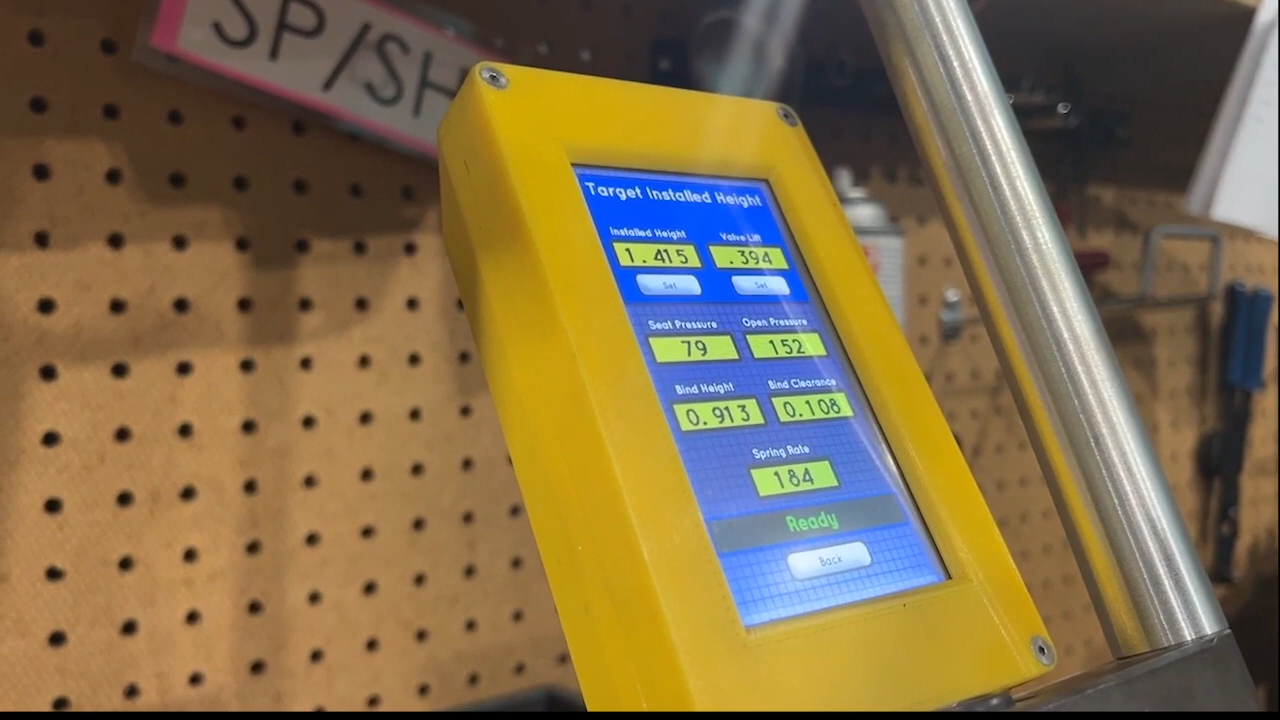 SP/SH
Target Installed Height
Installed Height Valve Lift
1.415 .394
Set Set
Seat Pressure Open Pressure
79 152
Bind Height Bind Clearance
0.913 0.108
Spring Rate
184
Ready
Back